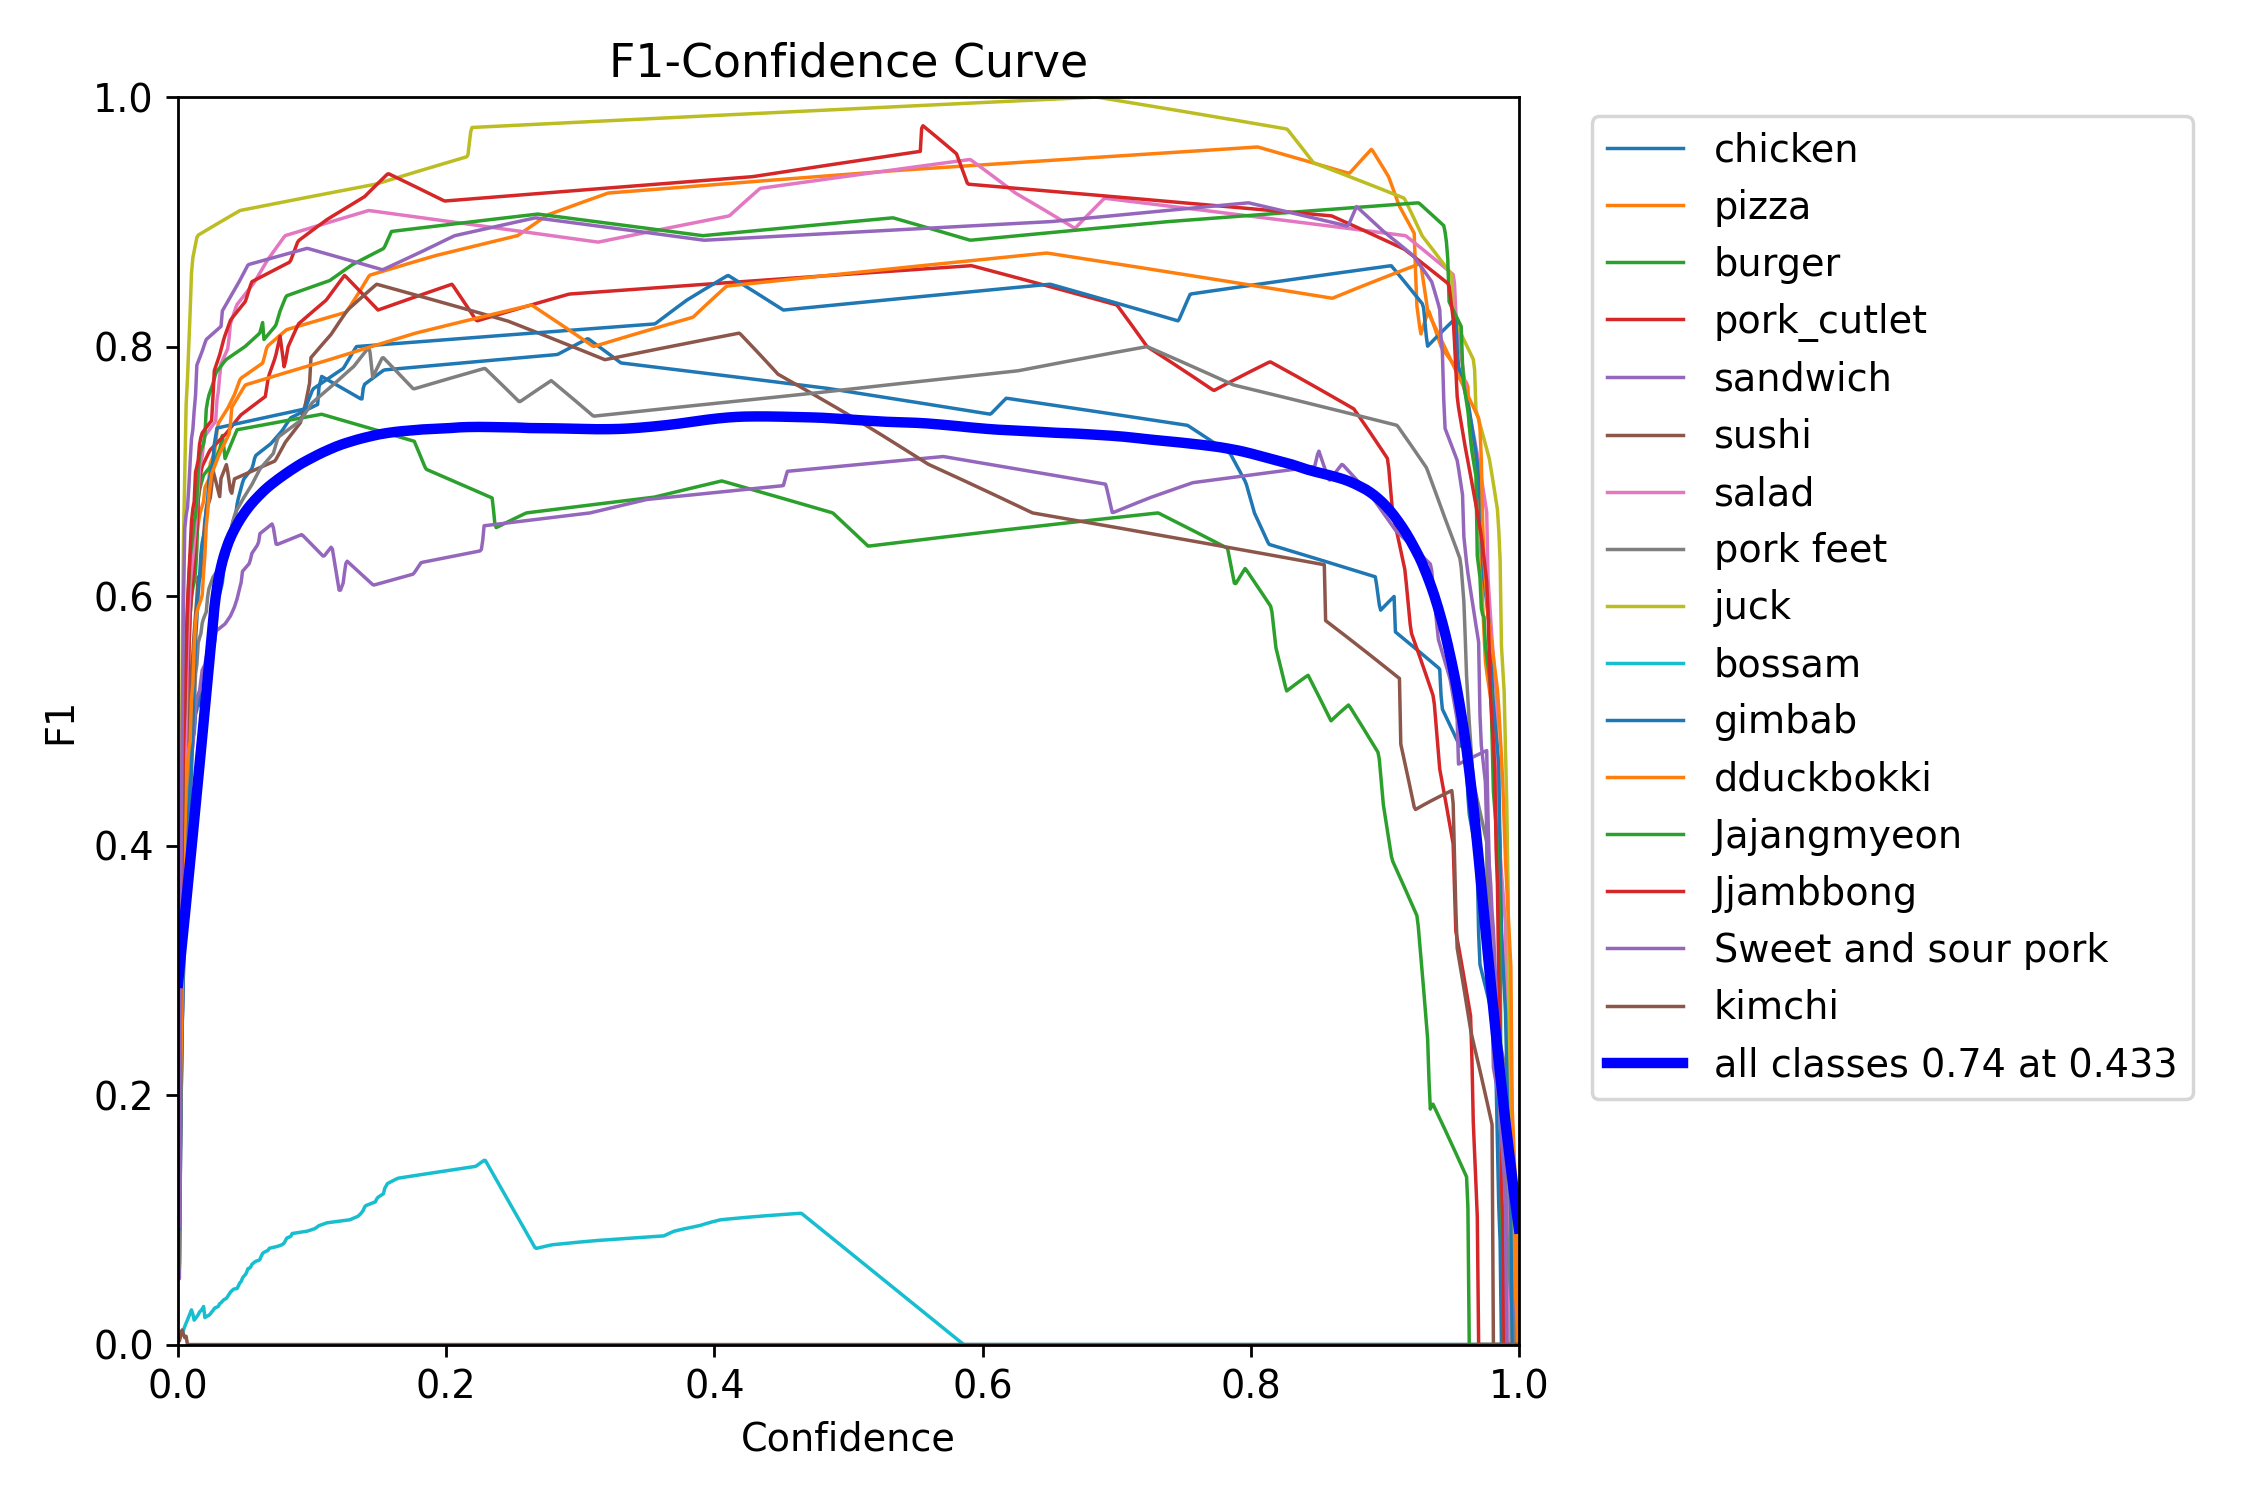 F1-Confidence Curve
1.0
0.8
0.6
0.4
0.2
0.0
F1
0.0 0.2 0.4 0.6 0.8 1.0
Confidence
chicken
pizza
burger
pork_cutlet
sandwich
sushi
salad
pork feet
juck
bossam
gimbab
dduckbokki
Jajangmyeon
Jjambbong
Sweet and sour pork
kimchi
all classes 0.74 at 0.433